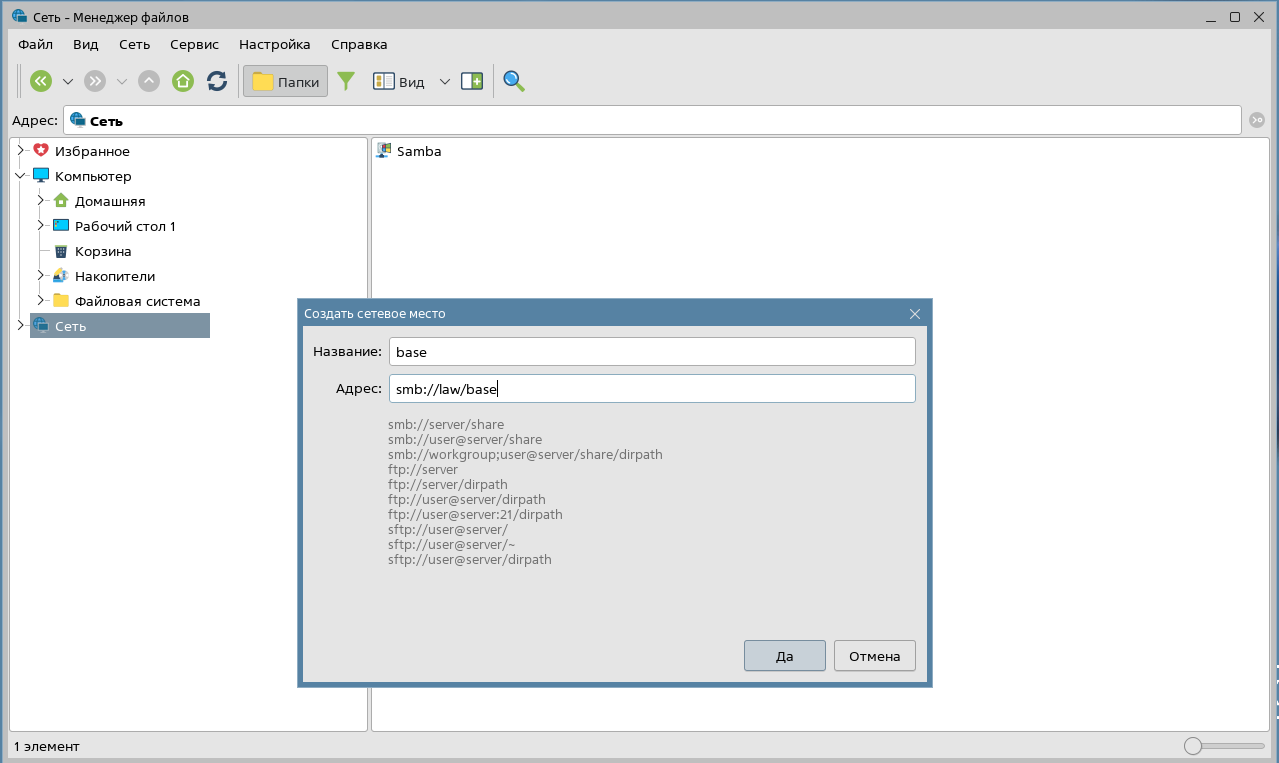 Сеть – Менеджер файлов
Файл Вид Сеть Сервис Настройка Справка
Папки Вид
Адрес: Сеть
Избранное
Компьютер
Домашняя
Рабочий стол 1
Корзина
Накопители
Файловая система
Сеть
Samba
Создать сетевое место
Название: base
Адрес: smb://law/base
smb://server/share
smb://user@server/share
smb://workgroup;user@server/share/dirpath
ftp://server
ftp://server/dirpath
ftp://user@server/dirpath
ftp://user@server:21/dirpath
sftp://user@server/
sftp://user@server/~
sftp://user@server/dirpath
Да Отмена
1 элемент